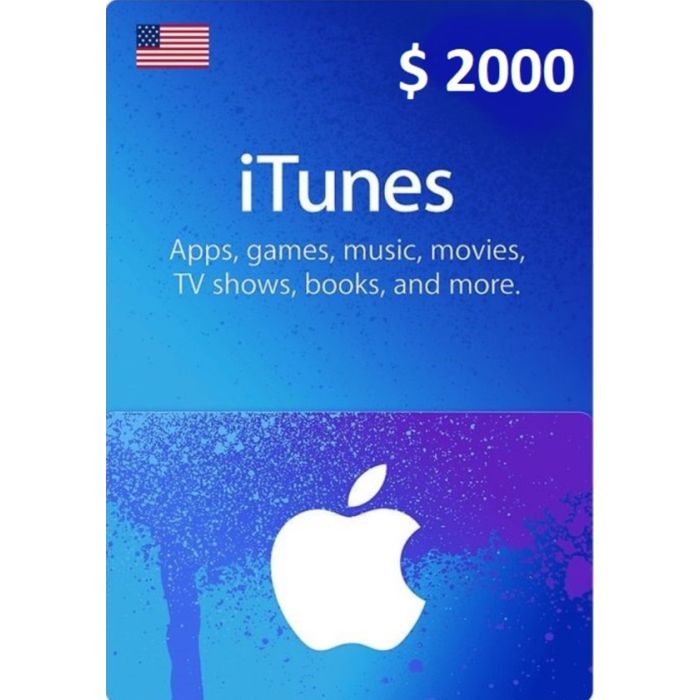 $ 2000
iTunes
Apps, games, music, movies,
TV shows, books, and more.